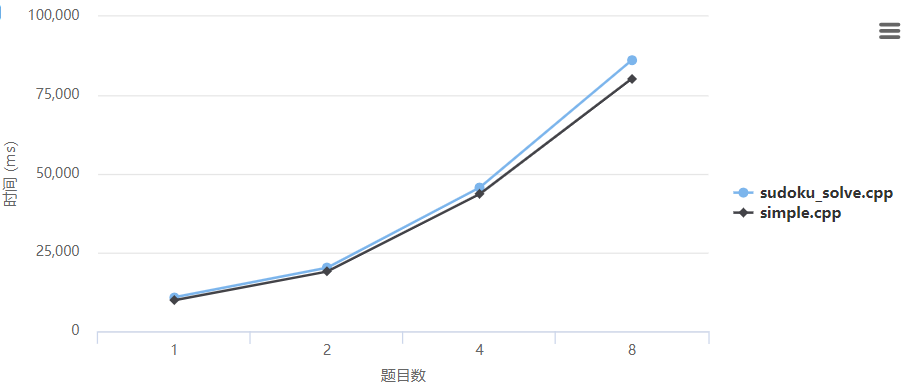 100,000
75,000
50,000
25,000
0
时间 (ms)
1 2 4 8
题目数
sudoku_solve.cpp
simple.cpp